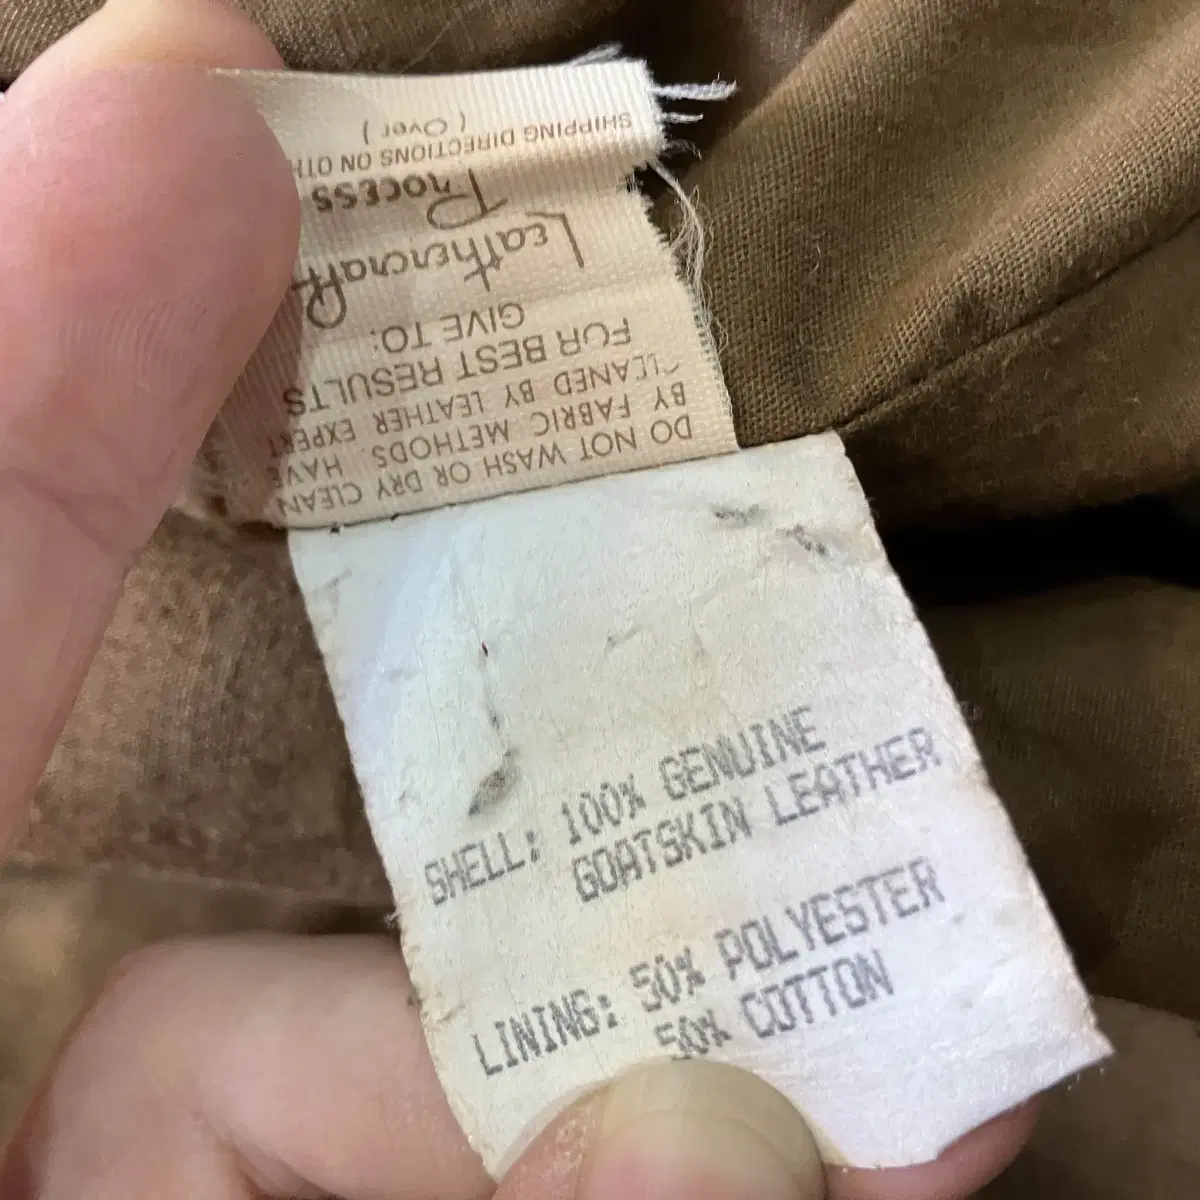 DO NOT WASH OR DRY CLEAN
BY FABRIC METHODS. HAVE
CLEANED BY LEATHER EXPERT
FOR BEST RESULTS
GIVE TO:
Leathercraft
Process
( Over )
SHIPPING DIRECTIONS ON
SHELL: 100% GENUINE
GOATSKIN LEATHER
LINING: 50% POLYESTER
50% COTTON